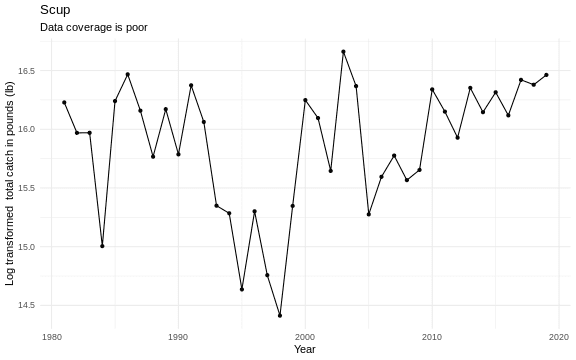 Scup
Data coverage is poor
Log transformed  total catch in pounds (lb)
16.5
16.0
15.5
15.0
14.5
1980
1990
2000
2010
2020
Year